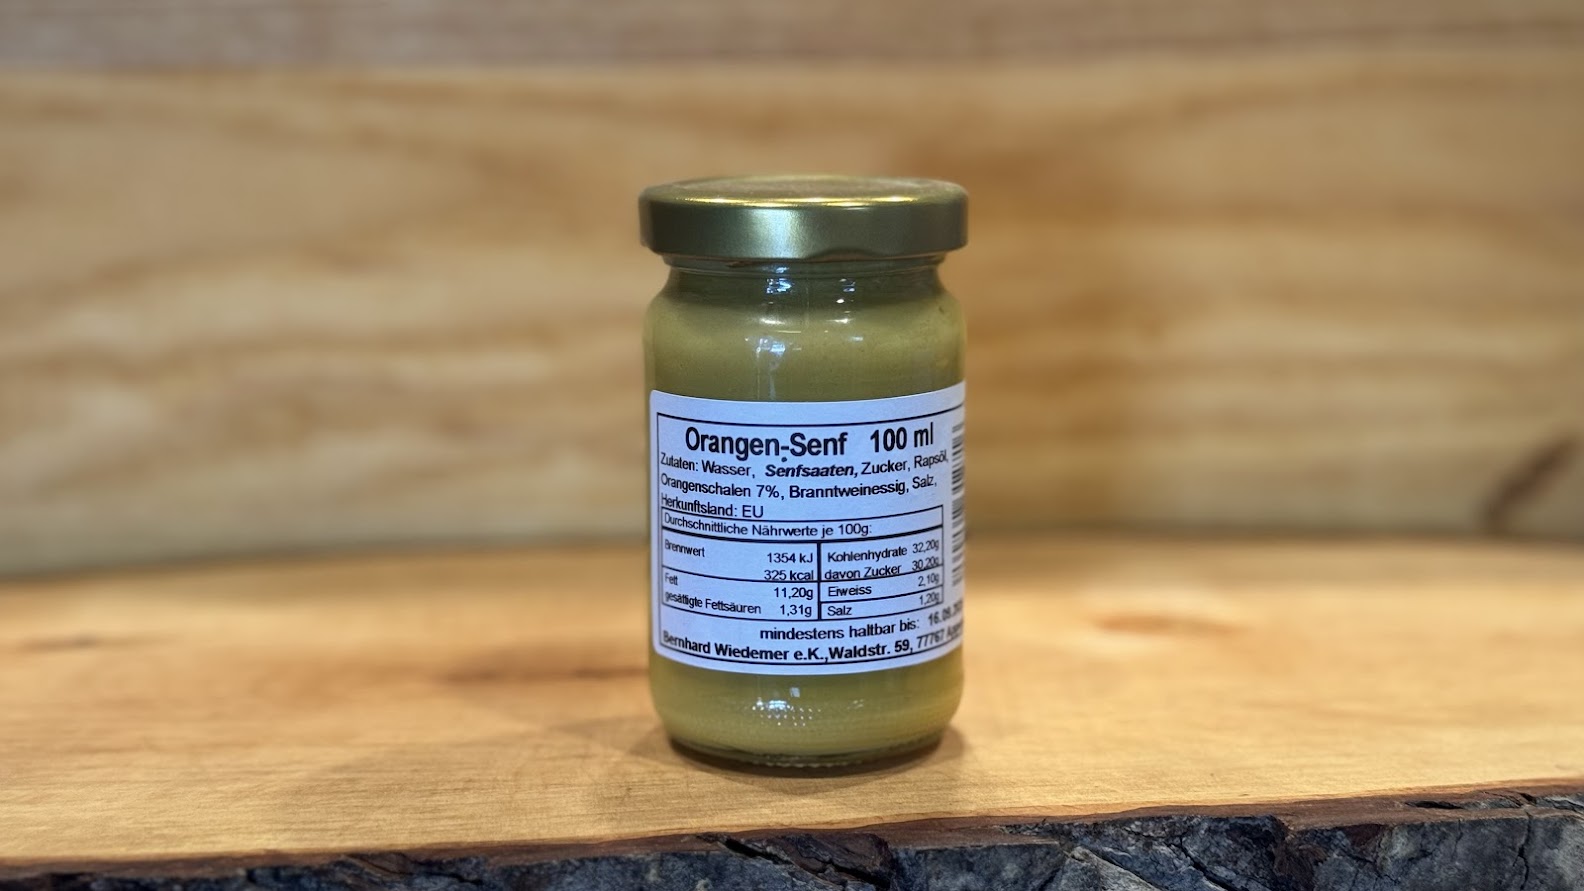 Orangen-Senf 100 ml
Zutaten: Wasser, Senfsaaten, Zucker, Rapsöl,
Orangenschalen 7%, Branntweinessig, Salz,
Herkunftsland: EU
Durchschnittliche Nährwerte je 100g:
Brennwert 1354 kJ
325 kcal
Fett 11,20g
gesättigte Fettsäuren 1,31g
Kohlenhydrate 32,20g
davon Zucker 30,20g
Eiweiss 2,10g
Salz 1,20g
mindestens haltbar bis: 16.09.
Bernhard Wiedemer e.K.,Waldstr. 59, 77767